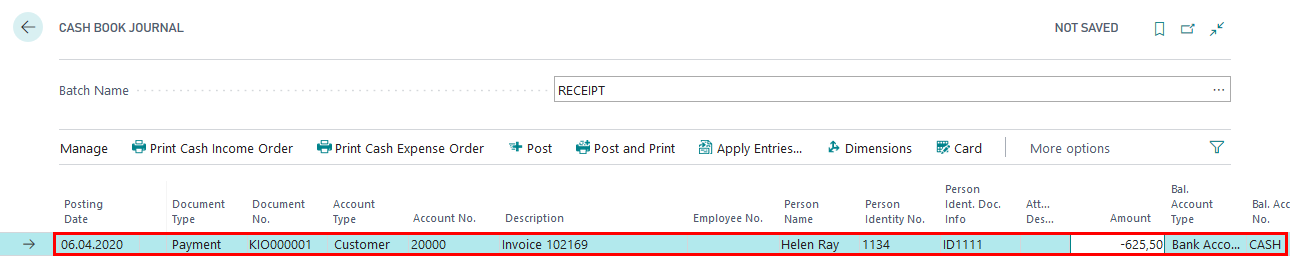 CASH BOOK JOURNAL NOT SAVED
Batch Name RECEIPT ...
Manage Print Cash Income Order Print Cash Expense Order Post Post and Print Apply Entries... Dimensions Card More options
Posting Date Document Type Document No. Account Type Account No. Description Employee No. Person Name Person Identity No. Person Ident. Doc. Info Att... Des... Amount Bal. Account Type Bal. Acc No.
06.04.2020 Payment KIO000001 Customer 20000 Invoice 102169 Helen Ray 1134 ID1111 -625,50 Bank Acco... CASH